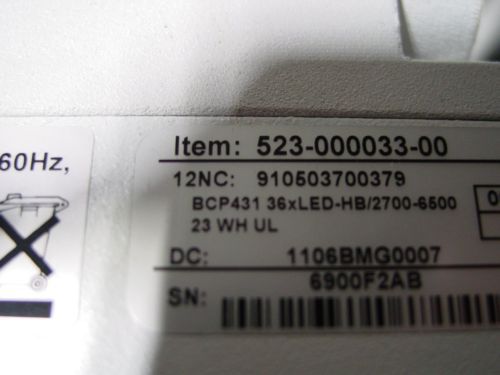 60Hz,
Item: 523-000033-00
12NC: 910503700379
BCP431 36xLED-HB/2700-6500
23 WH UL
DC: 1106BMG0007
SN: 6900F2AB
0